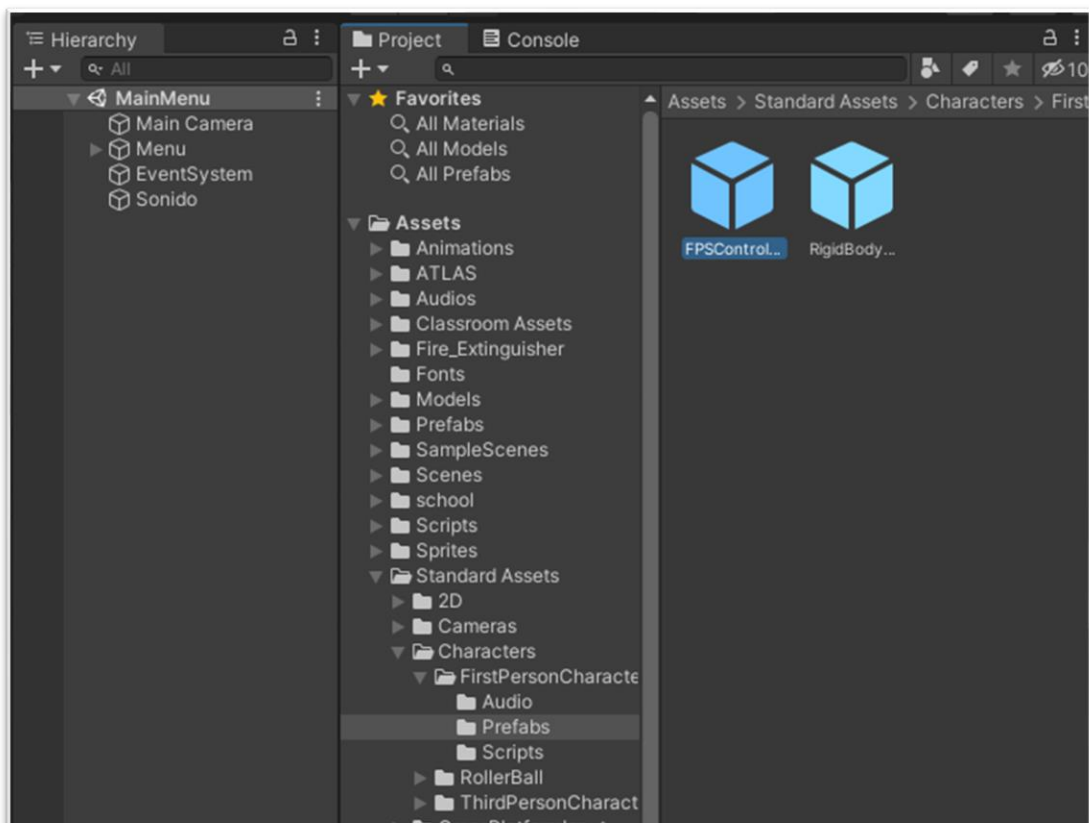 Hierarchy
All
MainMenu
Main Camera
Menu
EventSystem
Sonido
Project
Console
10
Favorites
All Materials
All Models
All Prefabs
Assets
Animations
ATLAS
Audios
Classroom Assets
Fire_Extinguisher
Fonts
Models
Prefabs
SampleScenes
Scenes
school
Scripts
Sprites
Standard Assets
2D
Cameras
Characters
FirstPersonCharacte
Audio
Prefabs
Scripts
RollerBall
ThirdPersonCharact
Assets > Standard Assets > Characters > First
FPSControl...
RigidBody...